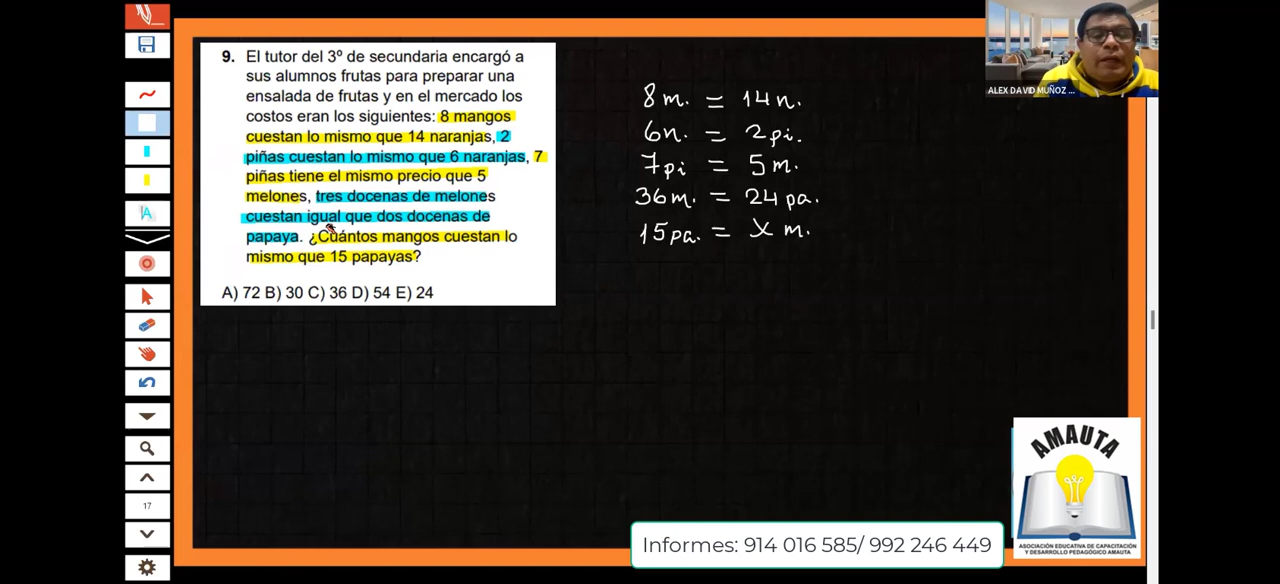 9. El tutor del 3º de secundaria encargó a
sus alumnos frutas para preparar una
ensalada de frutas y en el mercado los
costos eran los siguientes: 8 mangos
cuestan lo mismo que 14 naranjas, 2
piñas cuestan lo mismo que 6 naranjas, 7
piñas tiene el mismo precio que 5
melones, tres docenas de melones
cuestan igual que dos docenas de
papaya. ¿Cuántos mangos cuestan lo
mismo que 15 papayas?
A) 72 B) 30 C) 36 D) 54 E) 24
8m. = 14n.
6n. = 2pi.
7pi = 5m.
36m. = 24pa.
15pa. = x m.
ALEX DAVID MUÑOZ ...
A
17
AMAUTA
ASOCIACIÓN EDUCATIVA DE CAPACITACIÓN
Y DESARROLLO PEDAGÓGICO AMAUTA
Informes: 914 016 585/ 992 246 449